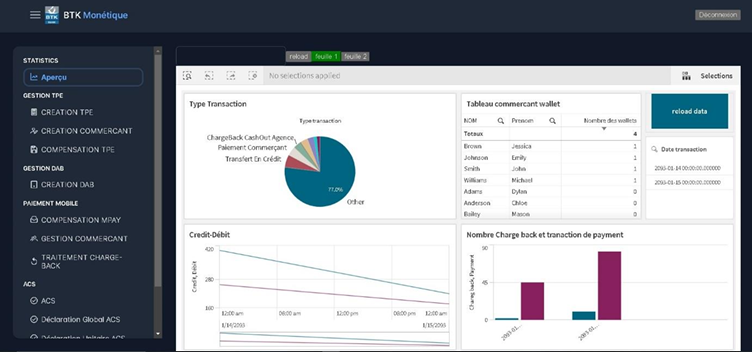 BTK Monétique
Déconnexion
STATISTICS
Aperçu
GESTION TPE
CREATION TPE
CREATION COMMERCANT
COMPENSATION TPE
GESTION DAB
CREATION DAB
PAIEMENT MOBILE
COMPENSATION MPAY
GESTION COMMERCANT
TRAITEMENT CHARGE-
BACK
ACS
ACS
Déclaration Global ACS
Déclaration Unitaire ACS
reload feuille 1 feuille 2
No selections applied
Selections
Type Transaction
Type transaction
ChargeBack CashOut Agence
Paiement Commerçant
Transfert En Crédit
77.0%
Other
Tableau commercant wallet
NOM Prenom Nombre des wallets
Totaux 4
Brown Jessica 1
Johnson Emily 1
Smith John 1
Williams Michael 1
Adams Dylan 0
Anderson Chloe 0
Bailey Mason 0
reload data
Date transaction
2093-01-14 00:00:00.000000
2093-01-15 00:00:00.000000
Credit-Débit
Credit, Débit
420
280
160
12:00 am 08:00 am 12:00 pm 08:00 am 12:00 am
1/14/2093 1/15/2093
Nombre Charge back et tranaction de payment
Chargeback, Payment
90
45
0
2093-01-...
2093-01-...